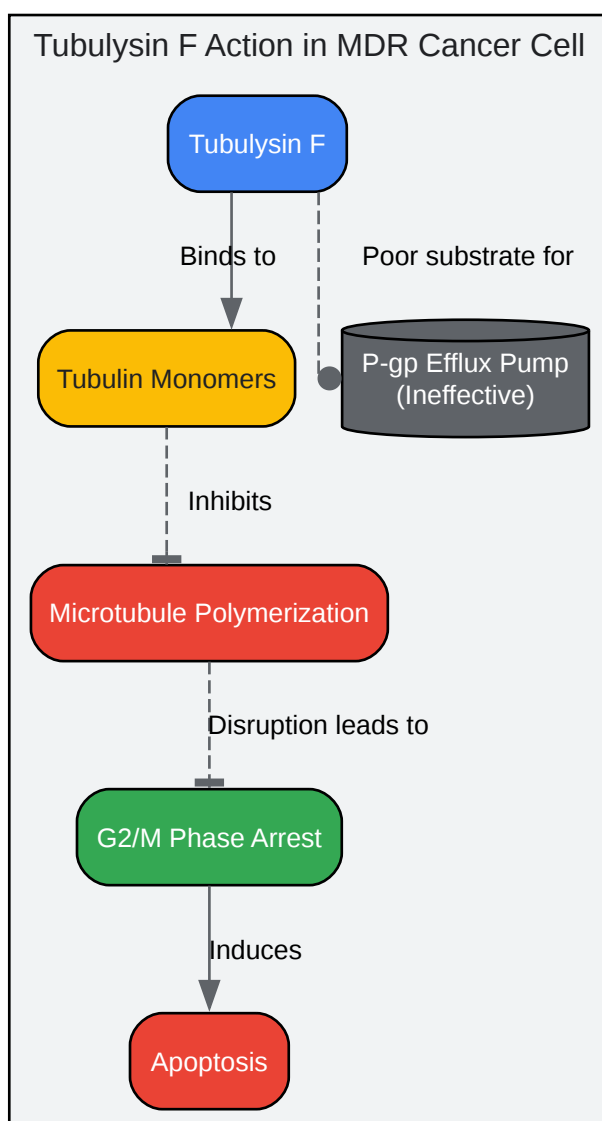 Tubulysin F Action in MDR Cancer Cell
Tubulysin F
Binds to
Poor substrate for
Tubulin Monomers
P-gp Efflux Pump
(Ineffective)
Inhibits
Microtubule Polymerization
Disruption leads to
G2/M Phase Arrest
Induces
Apoptosis